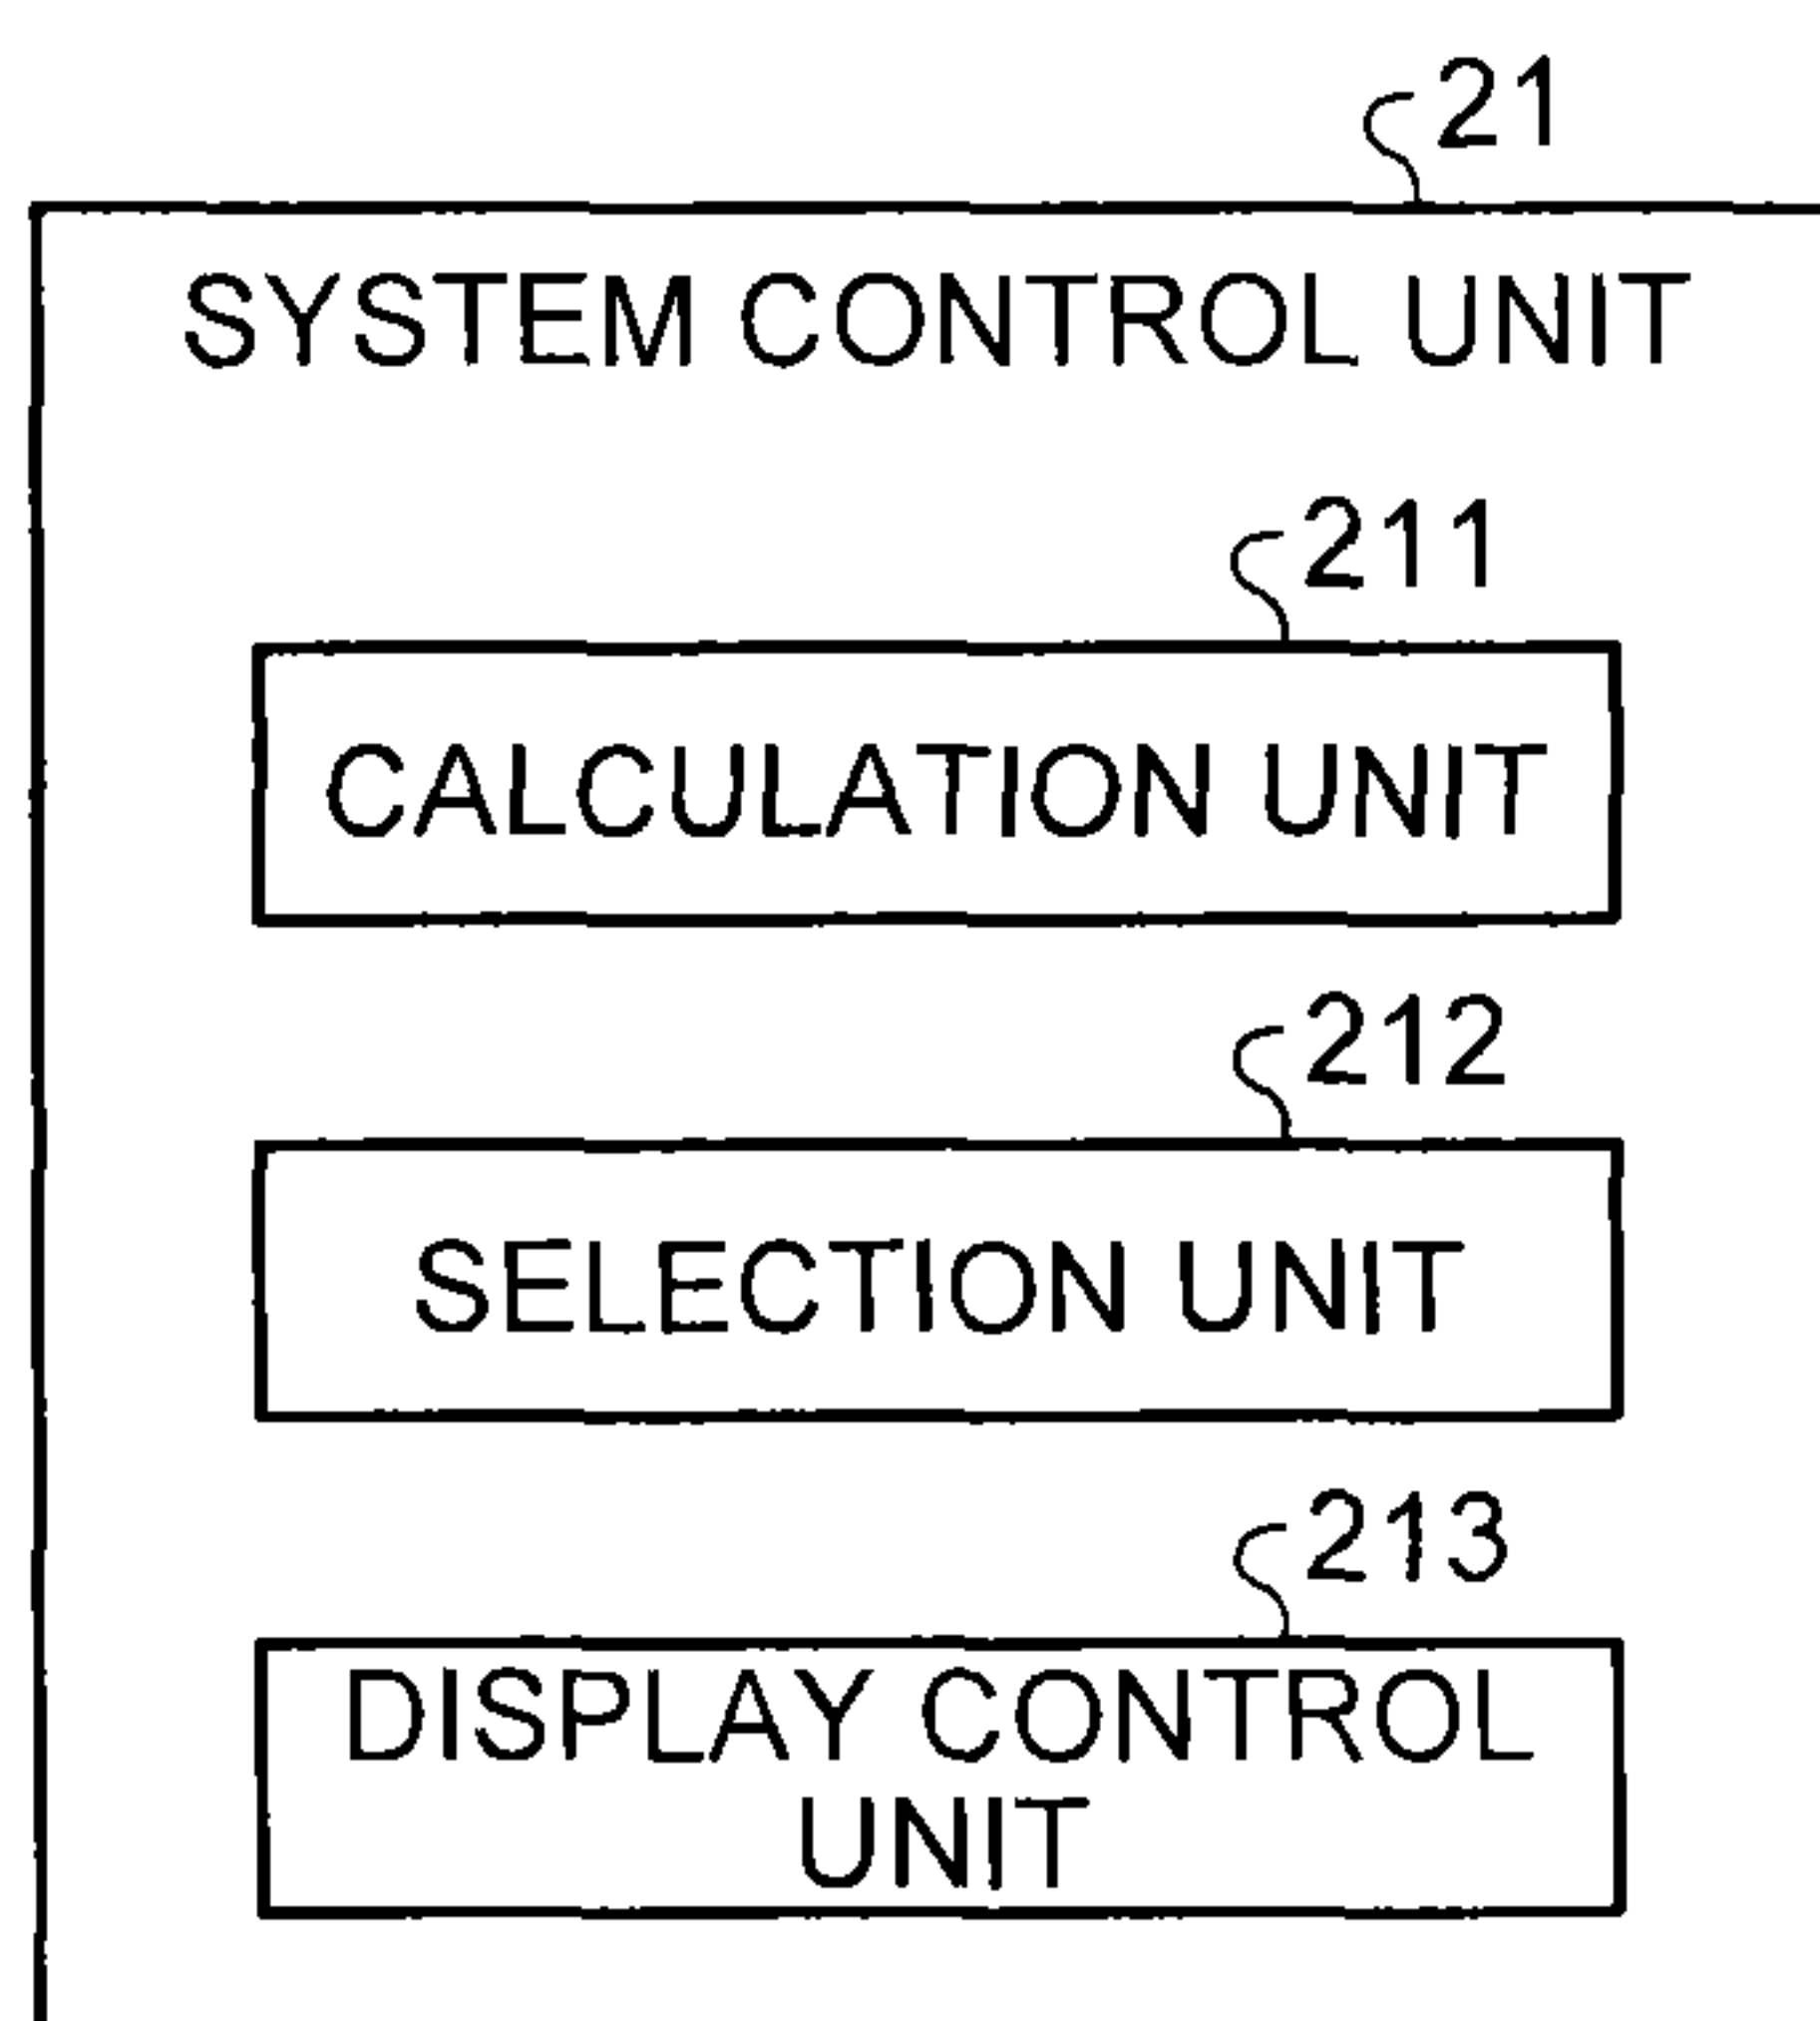 21
SYSTEM CONTROL UNIT
211
CALCULATION UNIT
212
SELECTION UNIT
213
DISPLAY CONTROL
UNIT